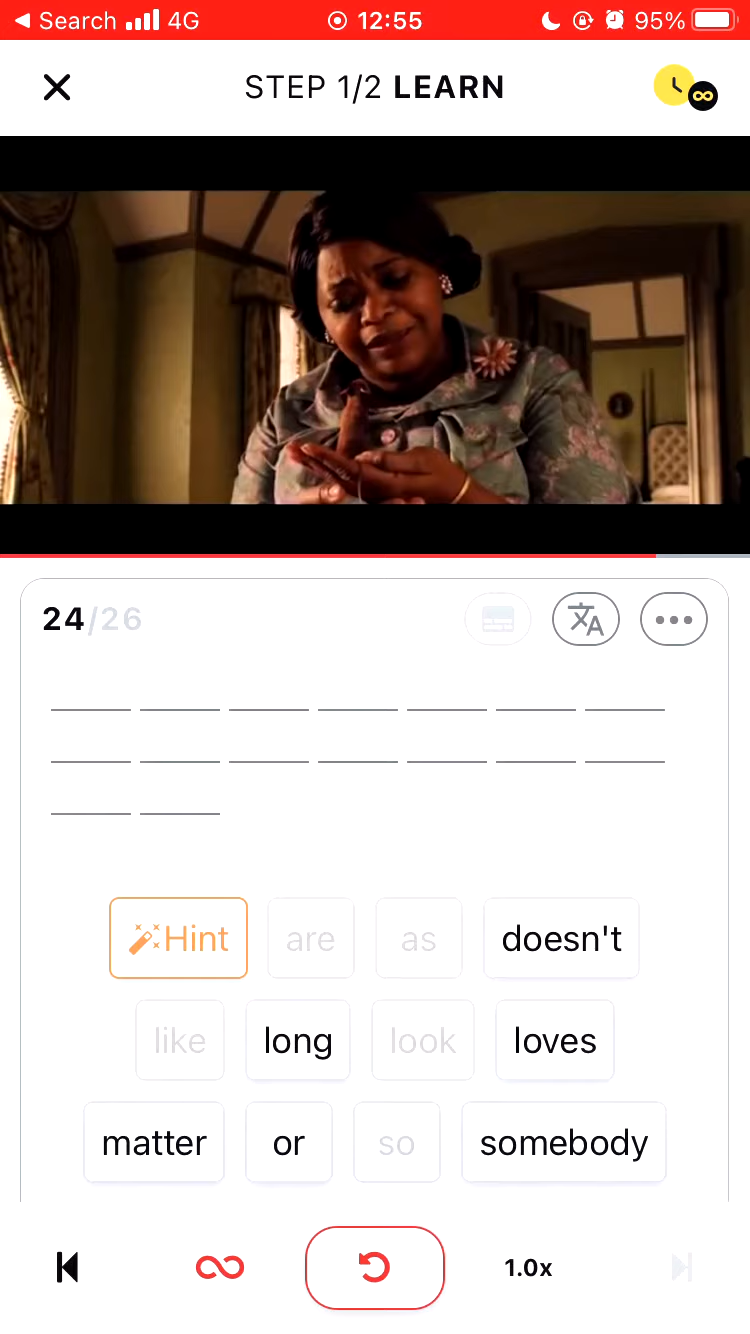 Search 4G 12:55 95%
STEP 1/2 LEARN
24/26
Hint are as doesn't
like long look loves
matter or so somebody
1.0x